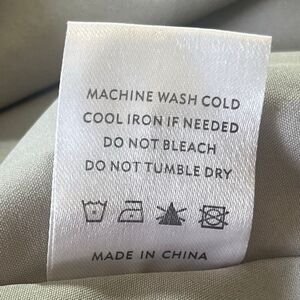 MACHINE WASH COLD
COOL IRON IF NEEDED
DO NOT BLEACH
DO NOT TUMBLE DRY
MADE IN CHINA